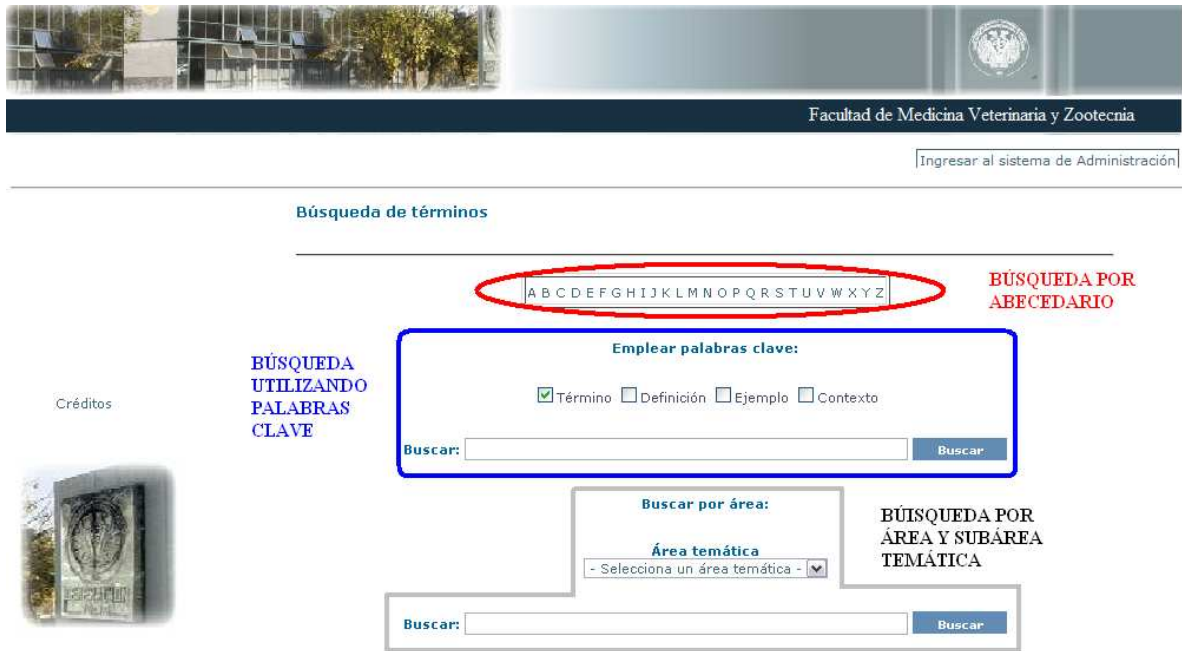 Facultad de Medicina Veterinaria y Zootecnia
Ingresar al sistema de Administración
Búsqueda de términos
A B C D E F G H I J K L M N O P Q R S T U V W X Y Z
BÚSQUEDA POR
ABECEDARIO
Emplear palabras clave:
BÚSQUEDA
UTILIZANDO
PALABRAS
CLAVE
Término Definición Ejemplo Contexto
Créditos
Buscar: Buscar
Buscar por área:
BÚISQUEDA POR
ÁREA Y SUBÁREA
TEMÁTICA
Área temática
- Selecciona un área temática -
Buscar: Buscar